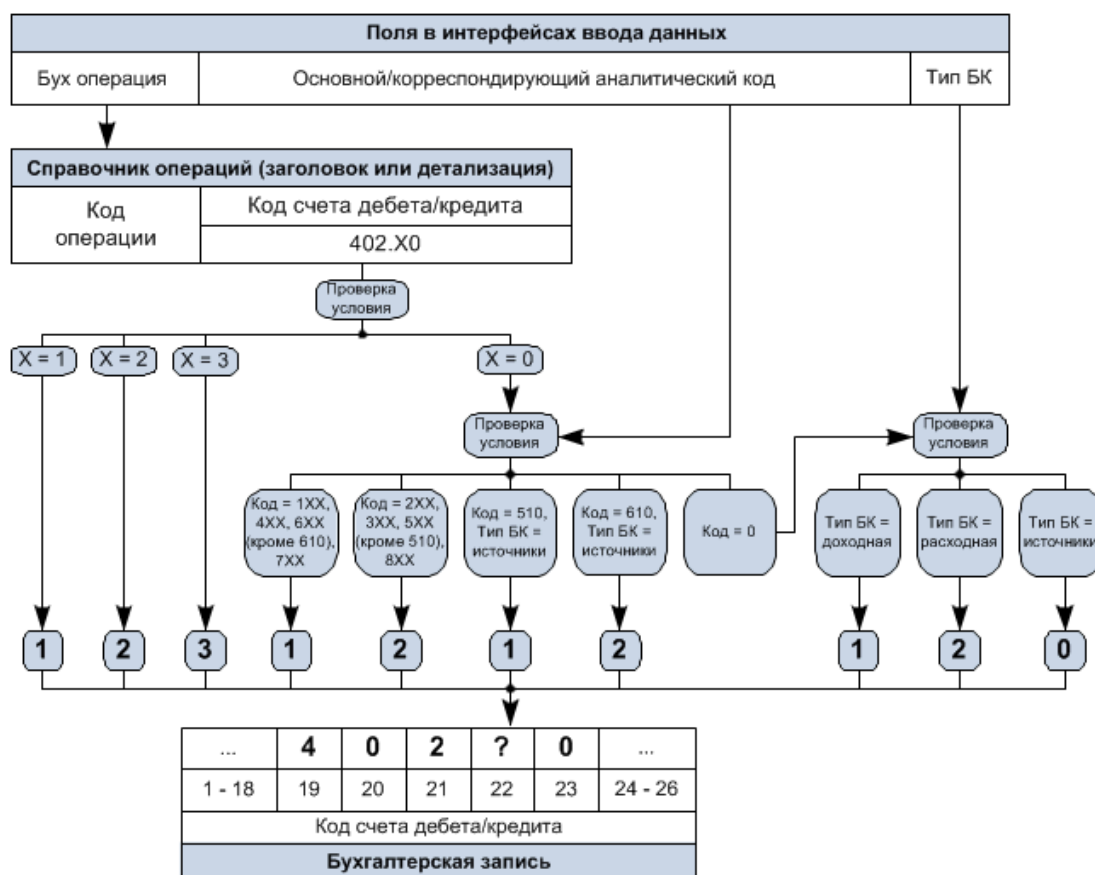 Поля в интерфейсах ввода данных
Бух операция Основной/корреспондирующий аналитический код Тип БК
Справочник операций (заголовок или детализация)
Код
операции
Код счета дебета/кредита
402.X0
Проверка
условия
X = 1 X = 2 X = 3 X = 0
Проверка
условия
Проверка
условия
Код = 1XX,
4XX, 6XX
(кроме 610),
7XX
Код = 2XX,
3XX, 5XX
(кроме 510),
8XX
Код = 510,
Тип БК =
источники
Код = 610,
Тип БК =
источники
Код = 0
Тип БК =
доходная
Тип БК =
расходная
Тип БК =
источники
1 2 3 1 2 1 2 1 2 0
... 4 0 2 ? 0 ...
1 - 18 19 20 21 22 23 24 - 26
Код счета дебета/кредита
Бухгалтерская запись